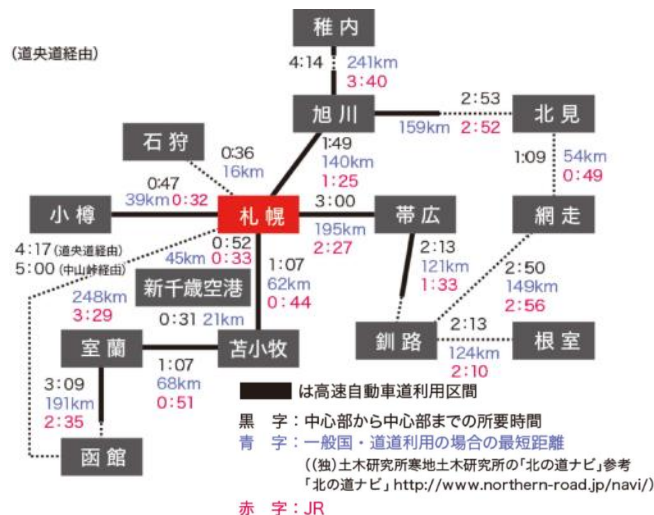 (道央道経由)
稚内
4:14
241km
3:40
旭川
2:53
159km
2:52
北見
石狩
0:36
16km
1:49
140km
1:25
1:09
54km
0:49
小樽
0:47
39km
0:32
札幌
3:00
195km
2:27
帯広
網走
4:17(道央道経由)
5:00(中山峠経由)
248km
3:29
0:52
45km
0:33
新千歳空港
0:31
21km
1:07
62km
0:44
2:13
121km
1:33
2:50
149km
2:56
室蘭
1:07
68km
0:51
苫小牧
釧路
2:13
124km
2:10
根室
3:09
191km
2:35
函館
は高速自動車道利用区間
黒 字:中心部から中心部までの所要時間
青 字:一般国・道道利用の場合の最短距離
((独)土木研究所寒地土木研究所の「北の道ナビ」参考
「北の道ナビ」http://www.northern-road.jp/navi/)
赤 字:JR